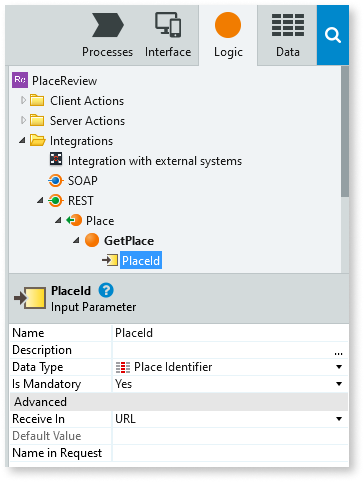 Processes Interface Logic Data
Re PlaceReview
Client Actions
Server Actions
Integrations
Integration with external systems
SOAP
REST
Place
GetPlace
PlaceId
PlaceId ?
Input Parameter
Name PlaceId
Description ...
Data Type Place Identifier
Is Mandatory Yes
Advanced
Receive In URL
Default Value
Name in Request